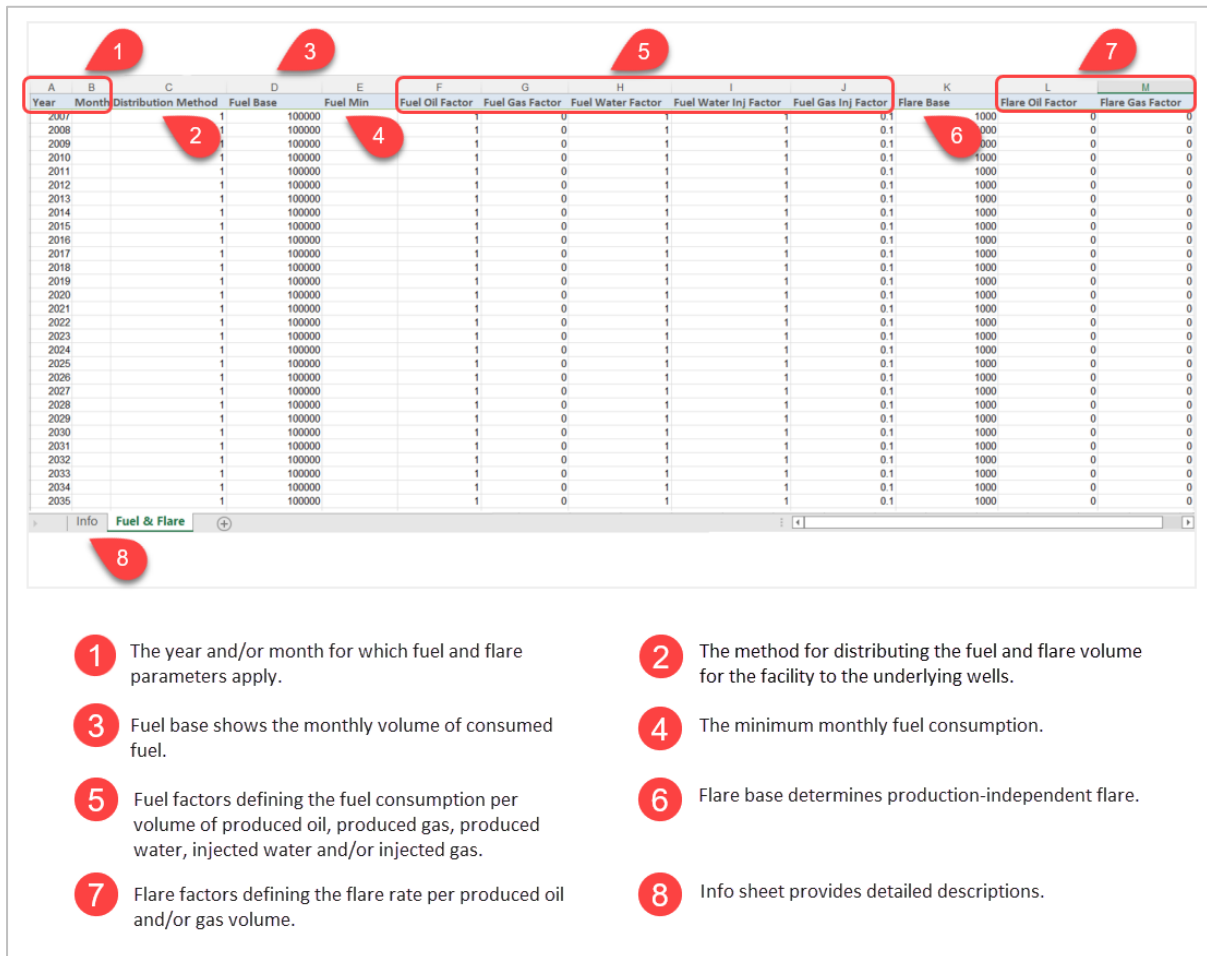 1 3 5 7
A B C D E F G H I J K L M
Year Month Distribution Method Fuel Base Fuel Min Fuel Oil Factor Fuel Gas Factor Fuel Water Factor Fuel Water Inj Factor Fuel Gas Inj Factor Flare Base Flare Oil Factor Flare Gas Factor
2007 1 100000 1 0 1 1 0.1 1000 0 0
2008 100000 1 0 1 1 0.1 0 0
2 4 6
2009 1 100000 1 0 1 1 0.1 0 0
2010 1 100000 1 0 1 1 0.1 1000 0 0
2011 1 100000 1 0 1 1 0.1 1000 0 0
2012 1 100000 1 0 1 1 0.1 1000 0 0
2013 1 100000 1 0 1 1 0.1 1000 0 0
2014 1 100000 1 0 1 1 0.1 1000 0 0
2015 1 100000 1 0 1 1 0.1 1000 0 0
2016 1 100000 1 0 1 1 0.1 1000 0 0
2017 1 100000 1 0 1 1 0.1 1000 0 0
2018 1 100000 1 0 1 1 0.1 1000 0 0
2019 1 100000 1 0 1 1 0.1 1000 0 0
2020 1 100000 1 0 1 1 0.1 1000 0 0
2021 1 100000 1 0 1 1 0.1 1000 0 0
2022 1 100000 1 0 1 1 0.1 1000 0 0
2023 1 100000 1 0 1 1 0.1 1000 0 0
2024 1 100000 1 0 1 1 0.1 1000 0 0
2025 1 100000 1 0 1 1 0.1 1000 0 0
2026 1 100000 1 0 1 1 0.1 1000 0 0
2027 1 100000 1 0 1 1 0.1 1000 0 0
2028 1 100000 1 0 1 1 0.1 1000 0 0
2029 1 100000 1 0 1 1 0.1 1000 0 0
2030 1 100000 1 0 1 1 0.1 1000 0 0
2031 1 100000 1 0 1 1 0.1 1000 0 0
2032 1 100000 1 0 1 1 0.1 1000 0 0
2033 1 100000 1 0 1 1 0.1 1000 0 0
2034 1 100000 1 0 1 1 0.1 1000 0 0
2035 1 100000 1 0 1 1 0.1 1000 0 0
Info Fuel & Flare
8
1 The year and/or month for which fuel and flare
parameters apply.
2 The method for distributing the fuel and flare volume
for the facility to the underlying wells.
3 Fuel base shows the monthly volume of consumed
fuel.
4 The minimum monthly fuel consumption.
5 Fuel factors defining the fuel consumption per
volume of produced oil, produced gas, produced
water, injected water and/or injected gas.
6 Flare base determines production-independent flare.
7 Flare factors defining the flare rate per produced oil
and/or gas volume.
8 Info sheet provides detailed descriptions.